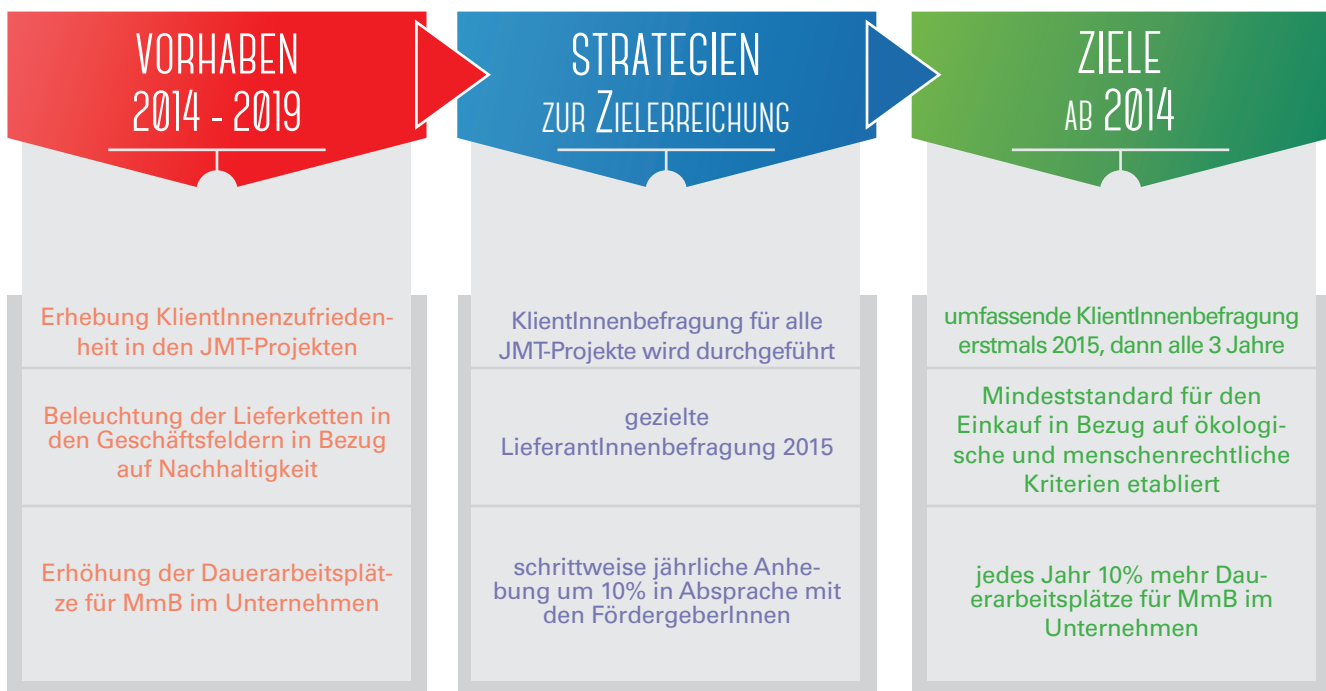 VORHABEN
2014 - 2019
Erhebung KlientInnenzufrieden-
heit in den JMT-Projekten
Beleuchtung der Lieferketten in
den Geschäftsfeldern in Bezug
auf Nachhaltigkeit
Erhöhung der Dauerarbeitsplät-
ze für MmB im Unternehmen
STRATEGIEN
ZUR ZIELERREICHUNG
KlientInnenbefragung für alle
JMT-Projekte wird durchgeführt
gezielte
LieferantInnenbefragung 2015
schrittweise jährliche Anhe-
bung um 10% in Absprache mit
den FördergeberInnen
ZIELE
AB 2014
umfassende KlientInnenbefragung
erstmals 2015, dann alle 3 Jahre
Mindeststandard für den
Einkauf in Bezug auf ökologi-
sche und menschenrechtliche
Kriterien etabliert
jedes Jahr 10% mehr Dau-
erarbeitsplätze für MmB im
Unternehmen